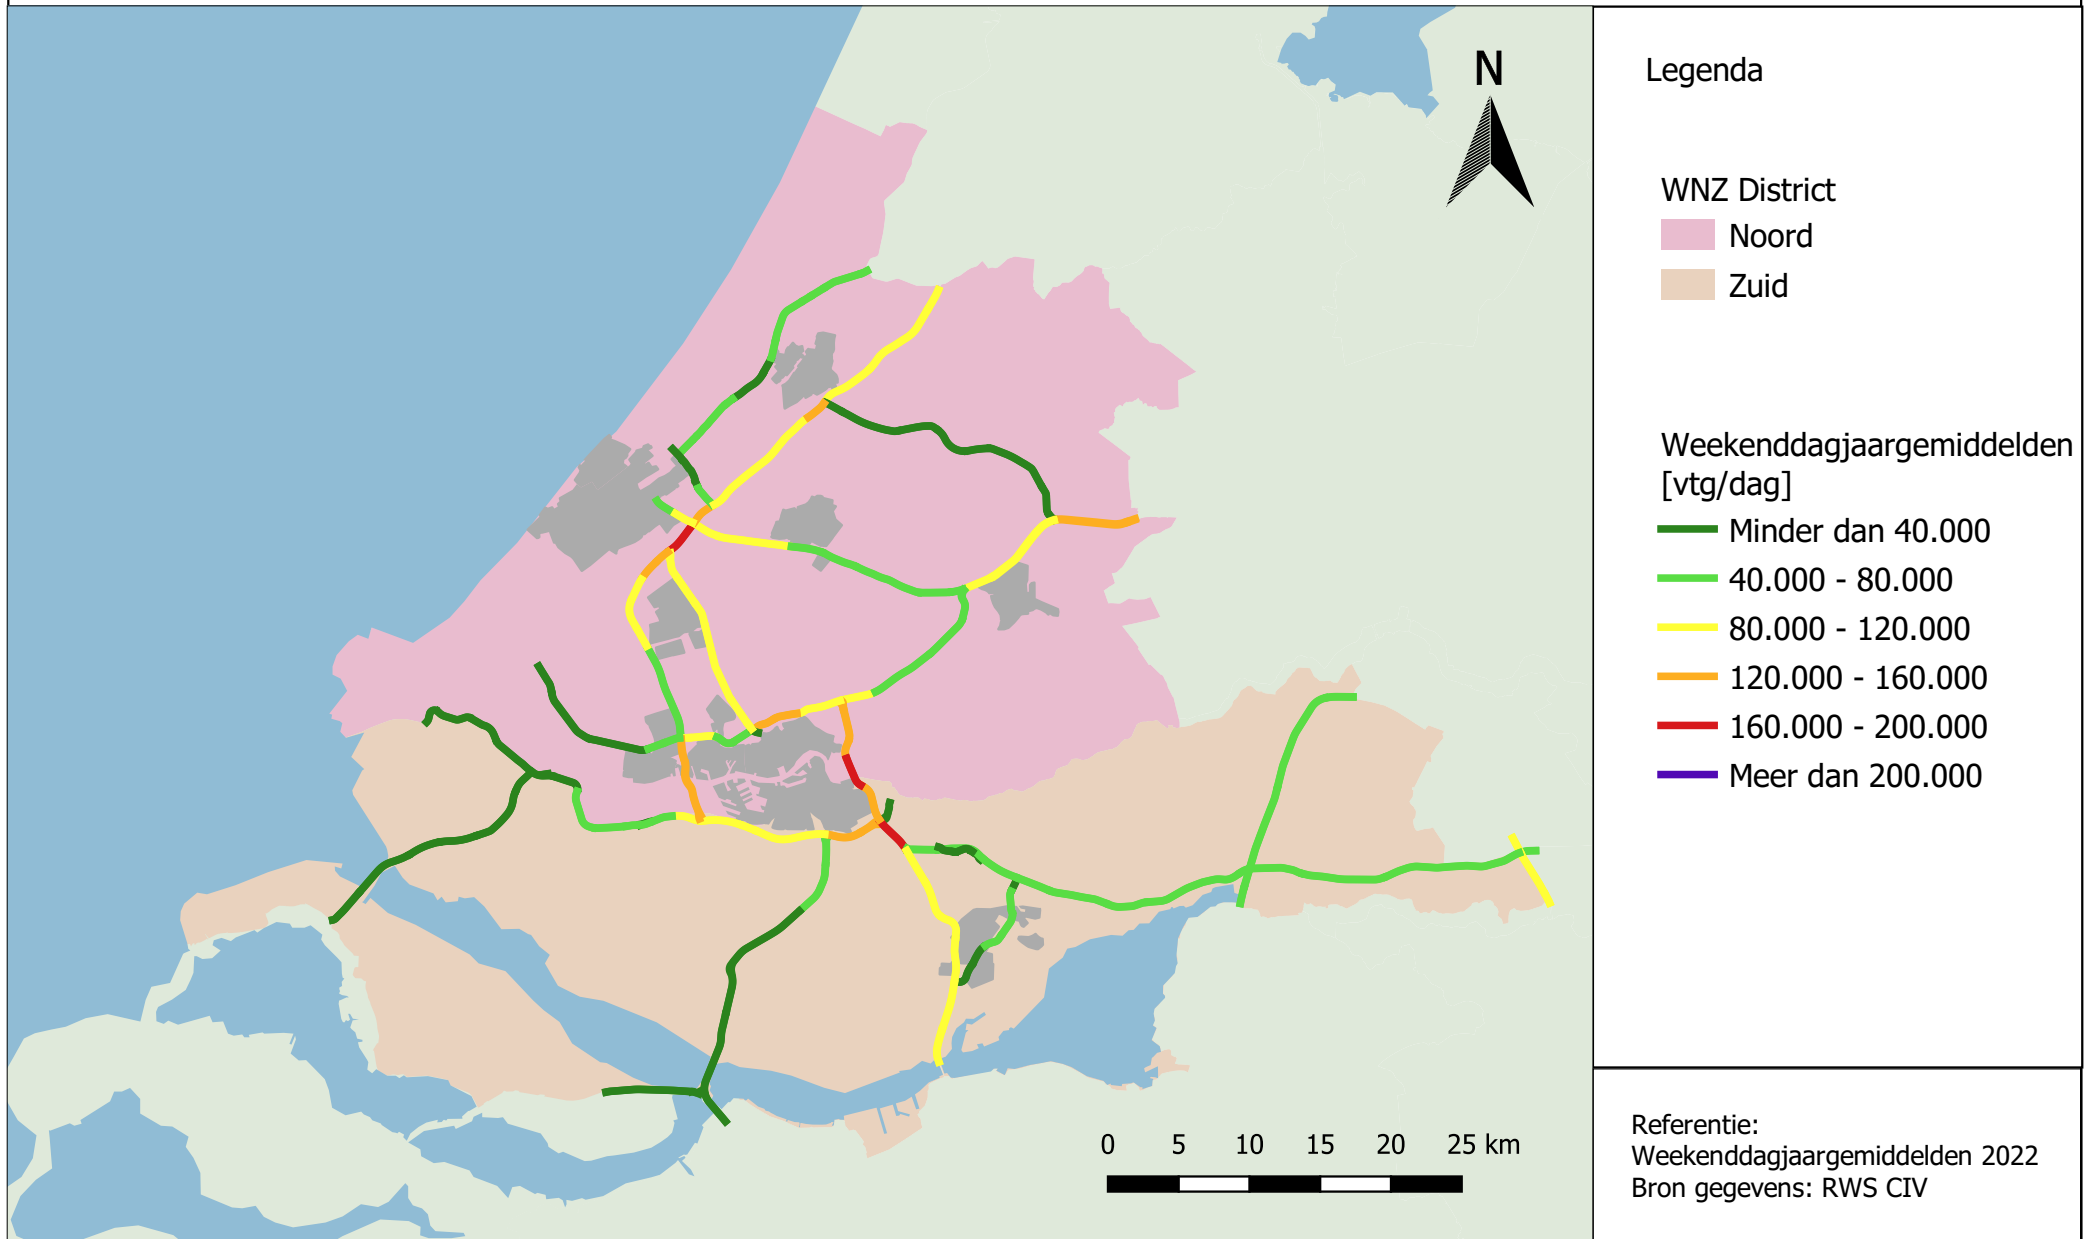 N
Legenda
WNZ District
Noord
Zuid
Weekenddagjaargemiddelden
[vtg/dag]
Minder dan 40.000
40.000 - 80.000
80.000 - 120.000
120.000 - 160.000
160.000 - 200.000
Meer dan 200.000
0 5 10 15 20 25 km
Referentie:
Weekenddagjaargemiddelden 2022
Bron gegevens: RWS CIV